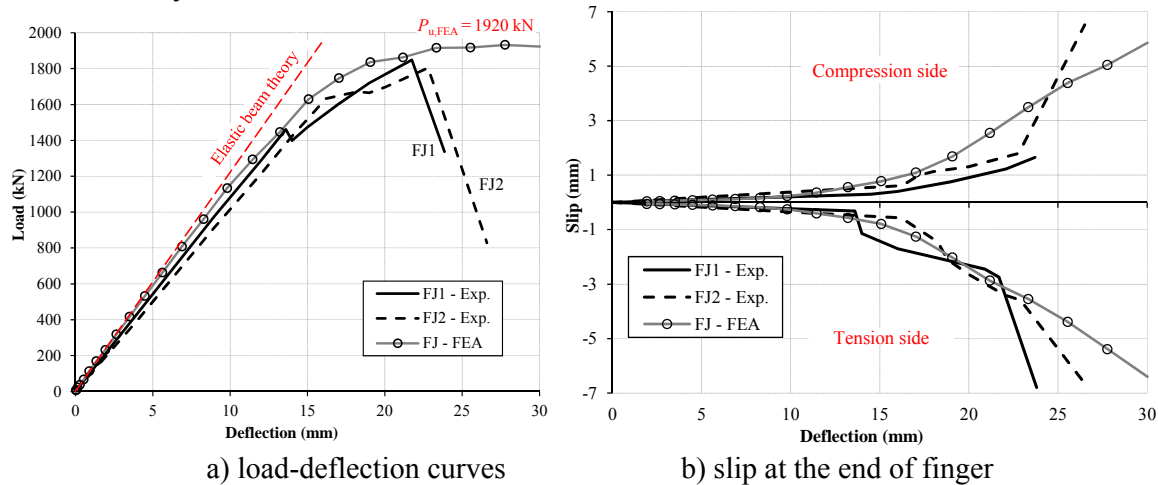 P_u,FEA = 1920 kN
2000
1800
1600
1400
1200
1000
800
600
400
200
0
Load (kN)
Elastic beam theory
FJ1
FJ2
FJ1 - Exp.
FJ2 - Exp.
FJ - FEA
0 5 10 15 20 25 30
Deflection (mm)
a) load-deflection curves
7
5
3
1
-1
-3
-5
-7
Slip (mm)
Compression side
0 5 10 15 20 25 30
FJ1 - Exp.
FJ2 - Exp.
FJ - FEA
Tension side
Deflection (mm)
b) slip at the end of finger